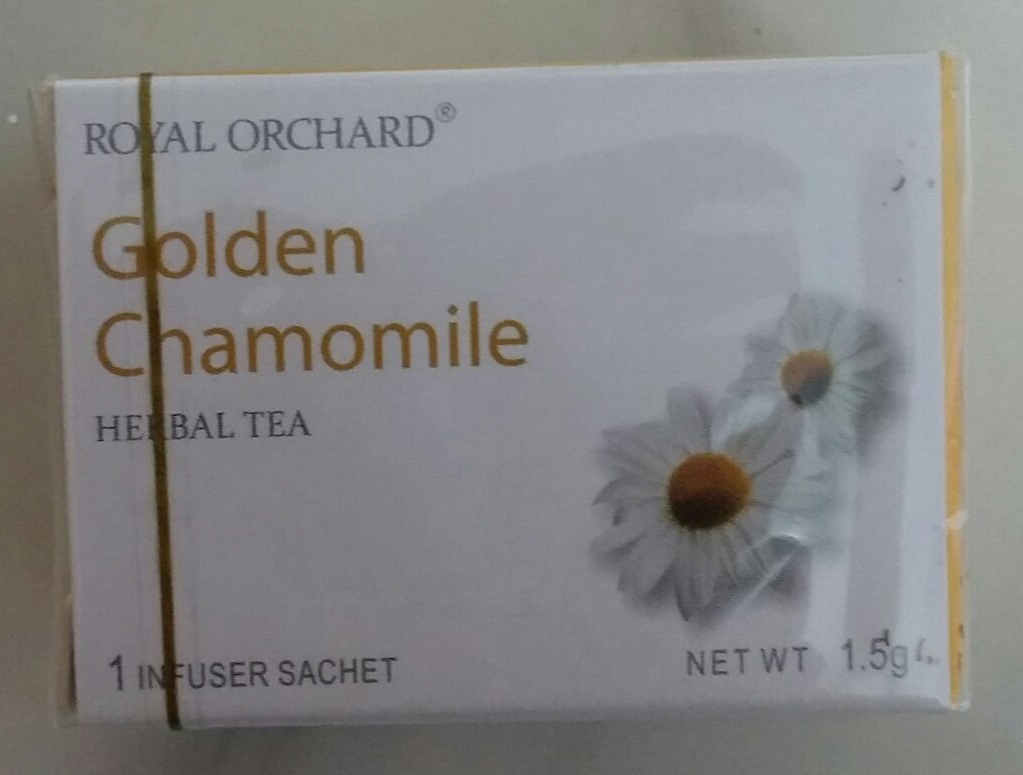 ROYAL ORCHARD®
Golden
Chamomile
HERBAL TEA
1 INFUSER SACHET
NET WT 1.5g